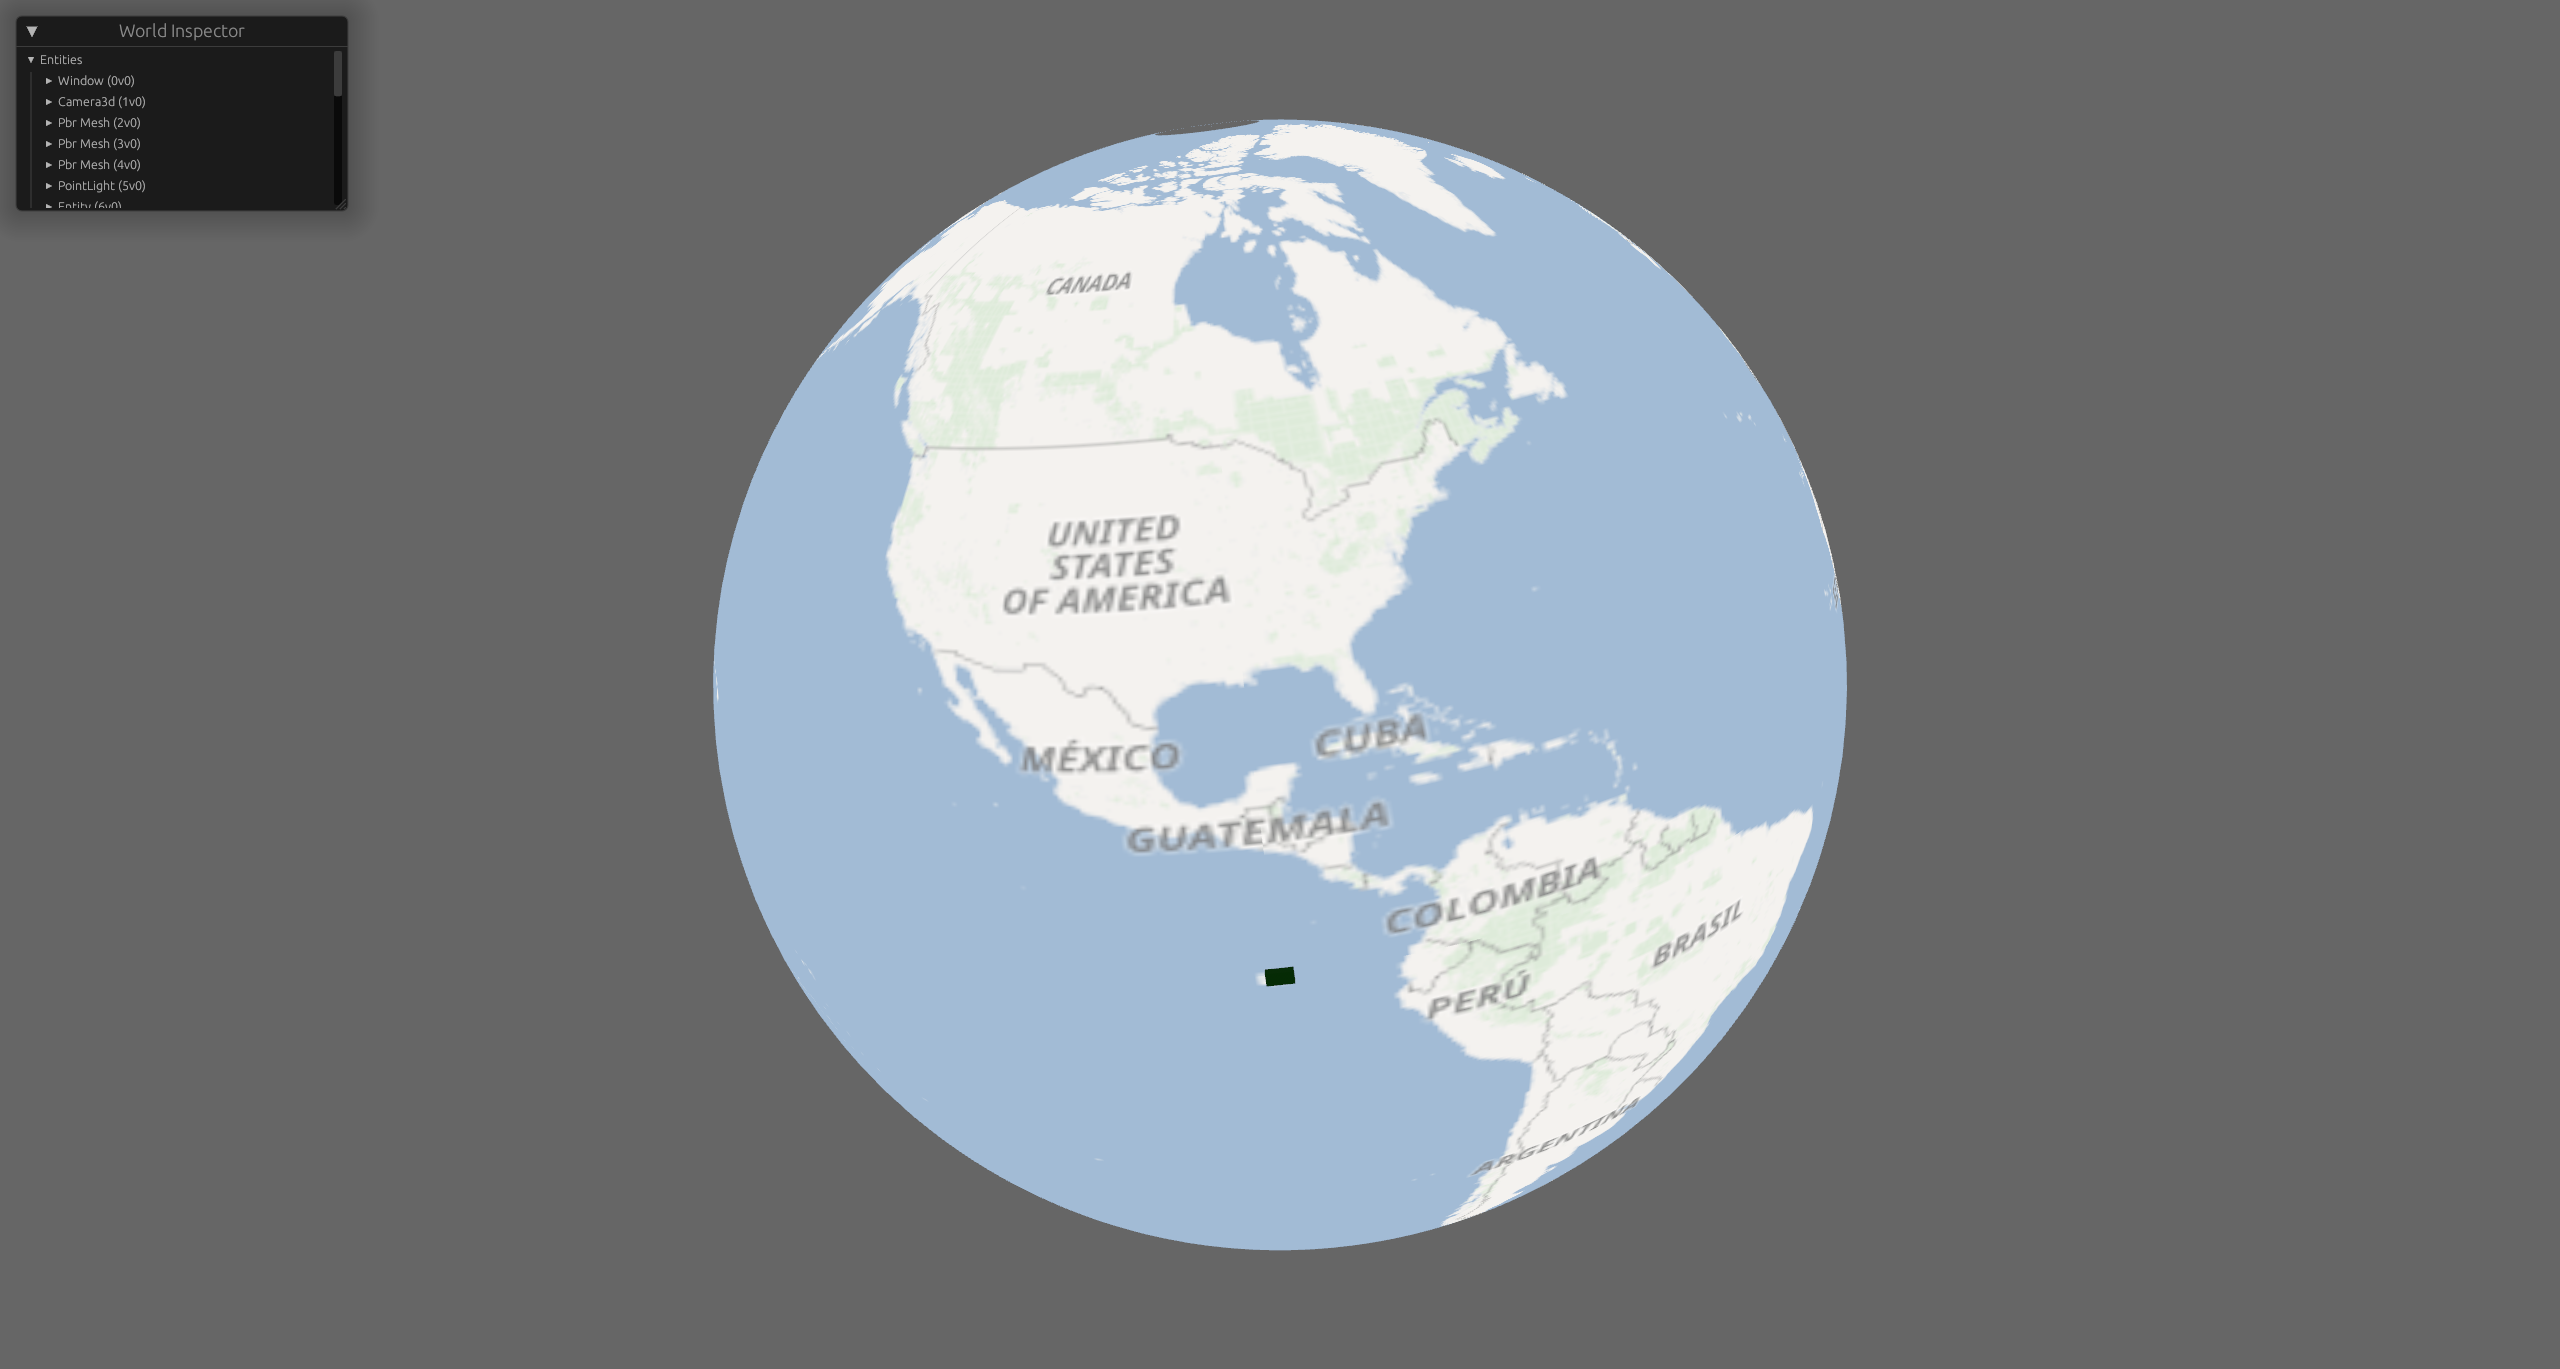 World Inspector
Entities
Window (0v0)
Camera3d (1v0)
Pbr Mesh (2v0)
Pbr Mesh (3v0)
Pbr Mesh (4v0)
PointLight (5v0)
Entity (6v0)
CANADA
UNITED
STATES
OF AMERICA
MÉXICO
CUBA
GUATEMALA
COLOMBIA
BRASIL
PERÚ
ARGENTINA